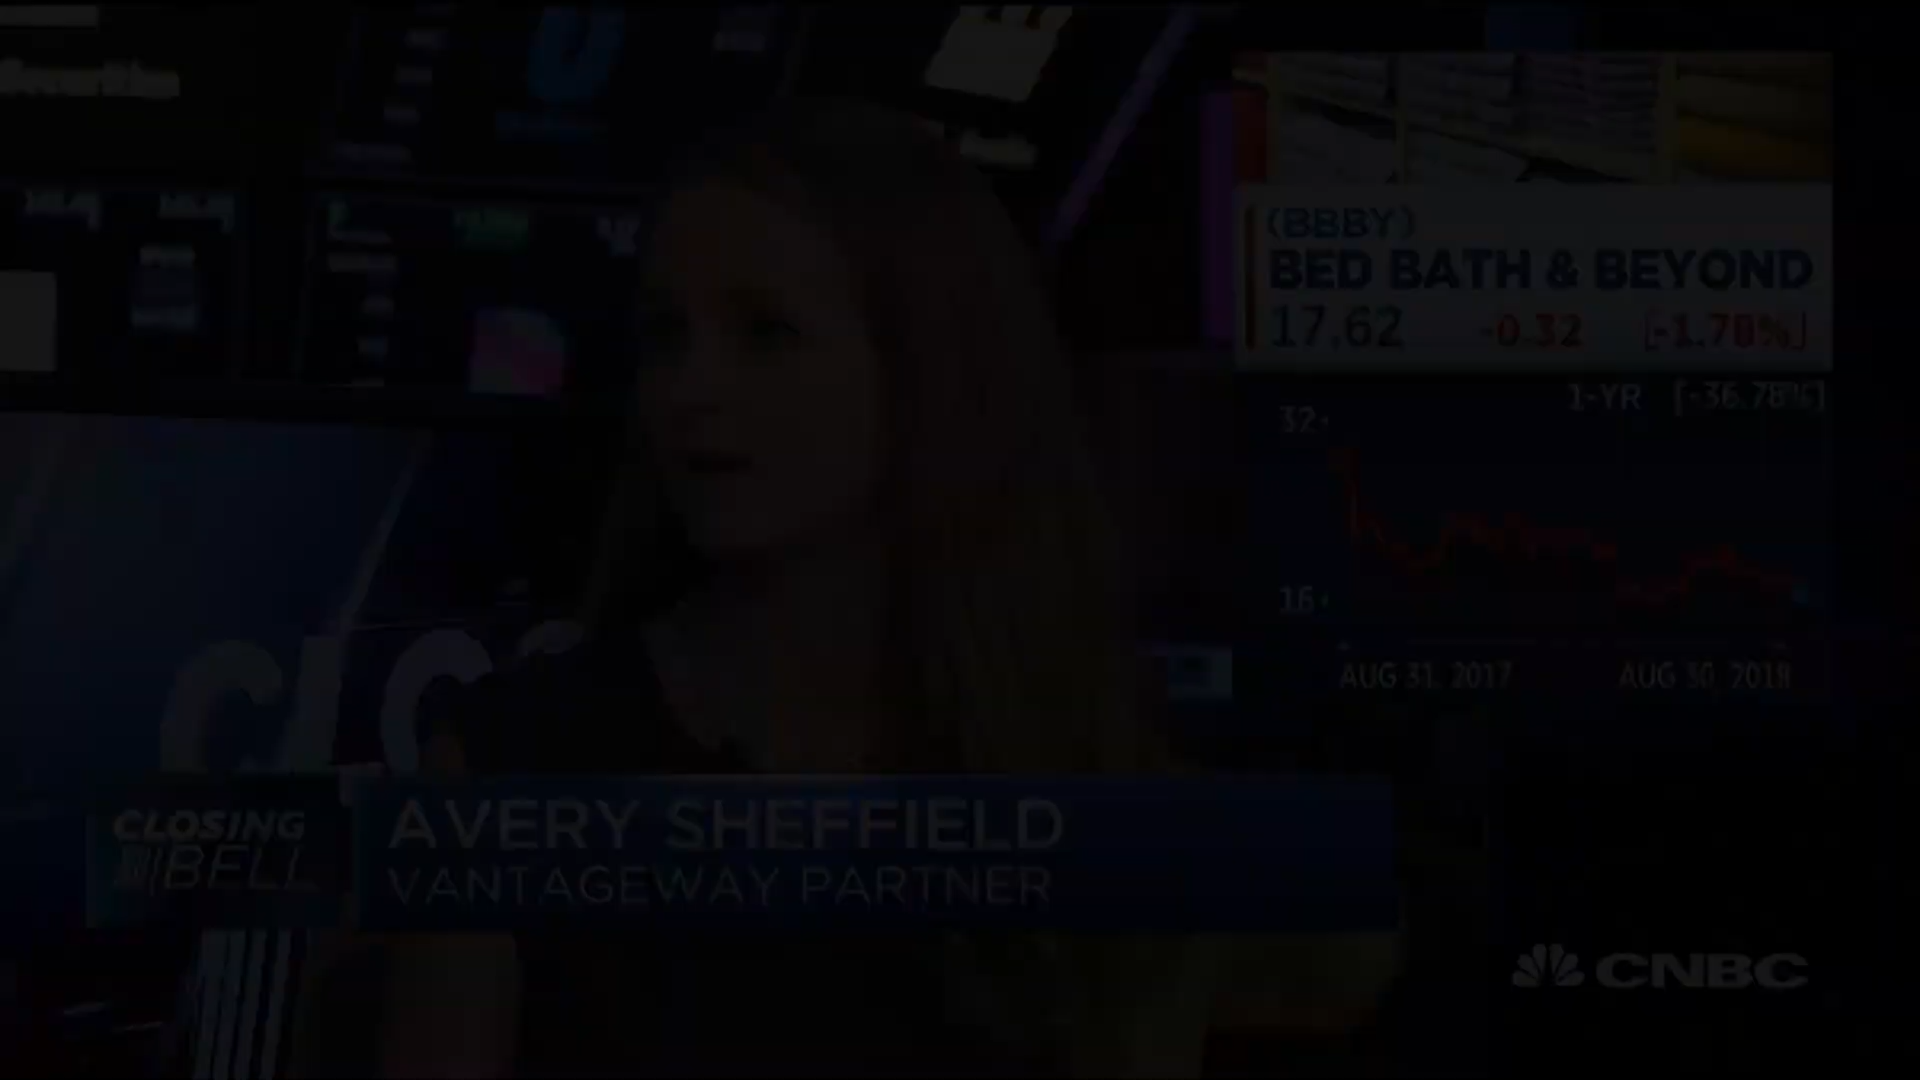 (BBBY)
BED BATH & BEYOND
17.62 -0.32 [-1.78%]
1-YR [-36.78%]
32
16
AUG 31, 2017 AUG 30, 2018
clo
CLOSING
BELL
AVERY SHEFFIELD
VANTAGEWAY PARTNER
CNBC